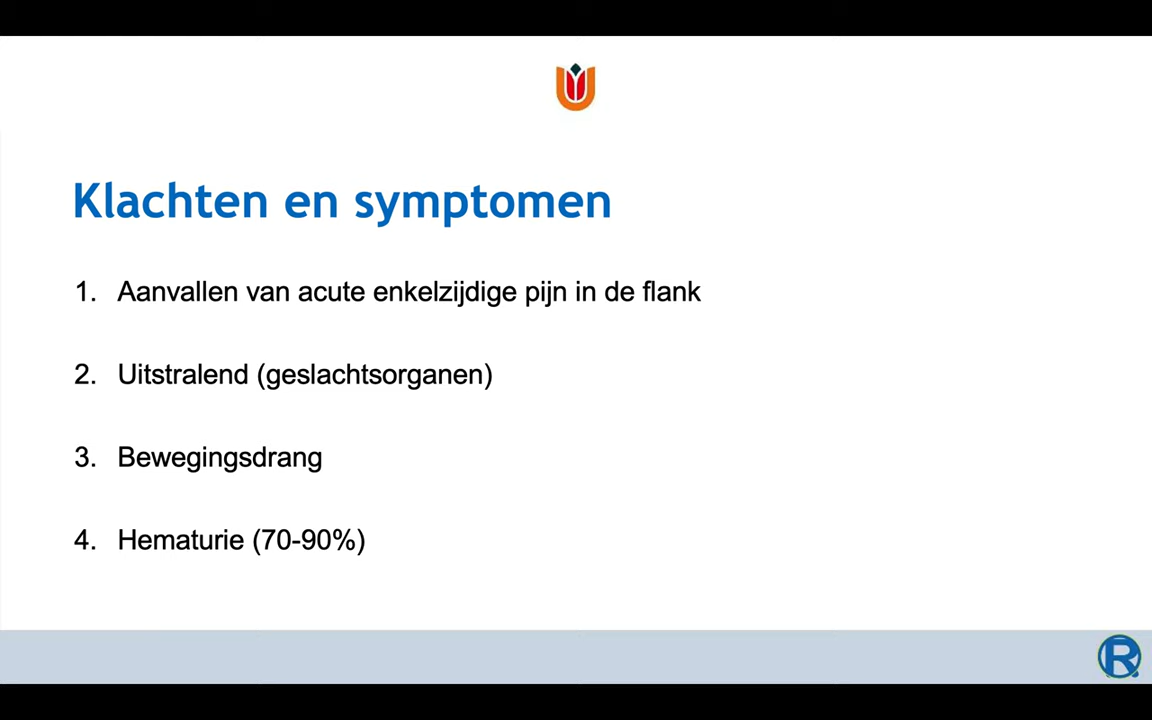 Klachten en symptomen
1. Aanvallen van acute enkelzijdige pijn in de flank
2. Uitstralend (geslachtsorganen)
3. Bewegingsdrang
4. Hematurie (70-90%)
R